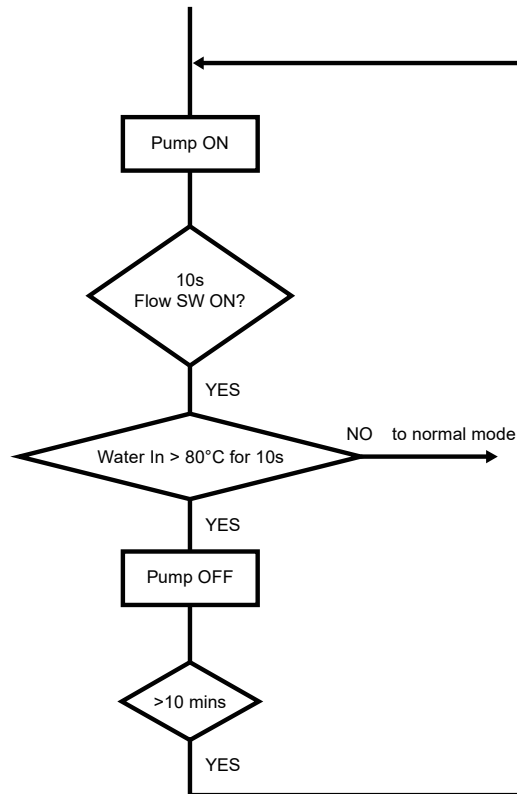 Pump ON
10s
Flow SW ON?
YES
NO to normal mode
Water In > 80°C for 10s
YES
Pump OFF
>10 mins
YES